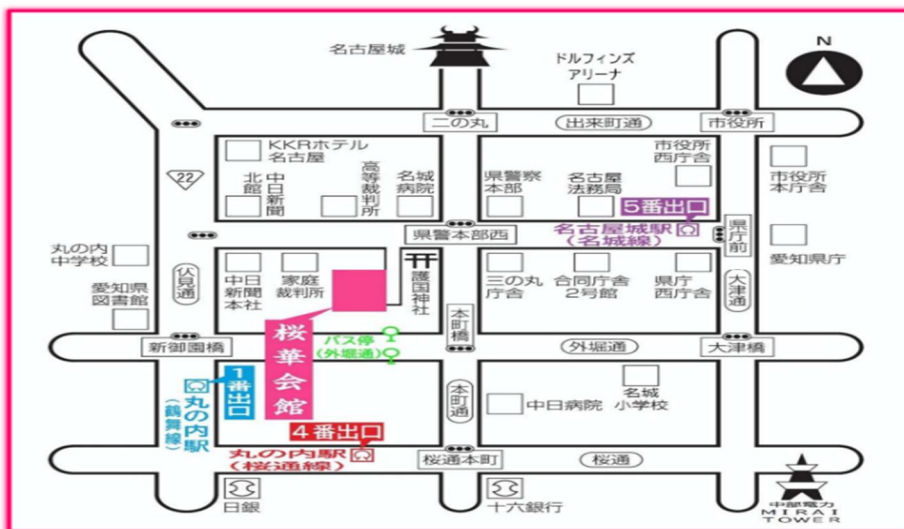 名古屋城
ドルフィンズ
アリーナ
N
二の丸
出来町通
市役所
KKRホテル
名古屋
22
中日新聞
北館
高等裁判所
名城
病院
県警察
本部
名古屋
法務局
市役所
西庁舎
市役所
本庁舎
5番出口
名古屋城駅
(名城線)
県警本部西
県庁前
愛知県庁
丸の内
中学校
伏見通
愛知県
図書館
中日
新聞
本社
家庭
裁判所
護国神社
三の丸
庁舎
合同庁舎
2号館
県庁
西庁舎
大津通
桜華会館
バス停
(外堀通)
本町橋
新御園橋
外堀通
大津橋
1番出口
丸の内駅
(鶴舞線)
本町通
中日病院
名城
小学校
4番出口
丸の内駅
(桜通線)
桜通本町
桜通
日銀
十六銀行
中部電力
MIRAI
TOWER